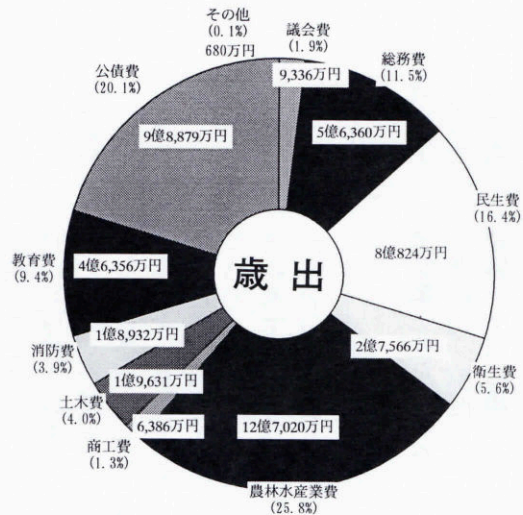 その他
(0.1%)
680万円
議会費
(1.9%)
9,336万円
総務費
(11.5%)
5億6,360万円
民生費
(16.4%)
8億824万円
衛生費
(5.6%)
2億7,566万円
農林水産業費
(25.8%)
12億7,020万円
商工費
(1.3%)
6,386万円
土木費
(4.0%)
1億9,631万円
消防費
(3.9%)
1億8,932万円
教育費
(9.4%)
4億6,356万円
公債費
(20.1%)
9億8,879万円
歳出